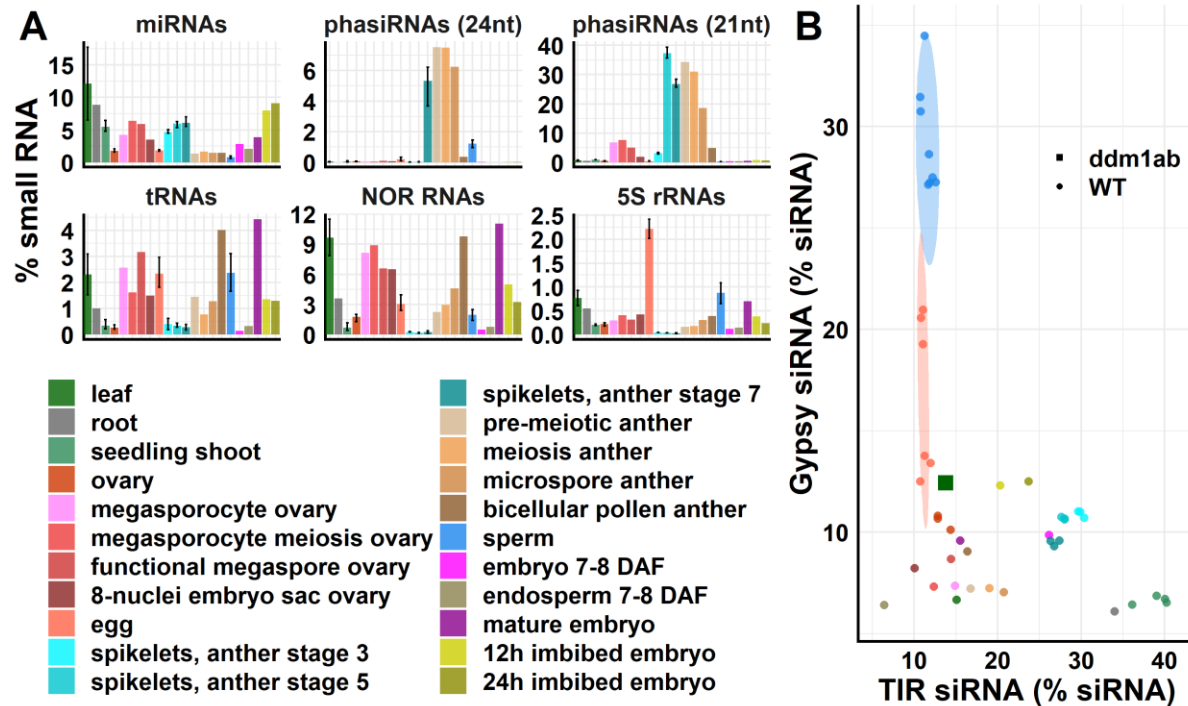 A
miRNAs
phasiRNAs (24nt)
phasiRNAs (21nt)
% small RNA
15
10
5
0
6
4
2
0
40
30
20
10
0
tRNAs
NOR RNAs
5S rRNAs
4
3
2
1
0
12
9
6
3
0
2.5
2.0
1.5
1.0
0.5
0.0
leaf
root
seedling shoot
ovary
megasporocyte ovary
megasporocyte meiosis ovary
functional megaspore ovary
8-nuclei embryo sac ovary
egg
spikelets, anther stage 3
spikelets, anther stage 5
spikelets, anther stage 7
pre-meiotic anther
meiosis anther
microspore anther
bicellular pollen anther
sperm
embryo 7-8 DAF
endosperm 7-8 DAF
mature embryo
12h imbibed embryo
24h imbibed embryo
B
Gypsy siRNA (% siRNA)
30
20
10
ddm1ab
WT
10
20
30
40
TIR siRNA (% siRNA)